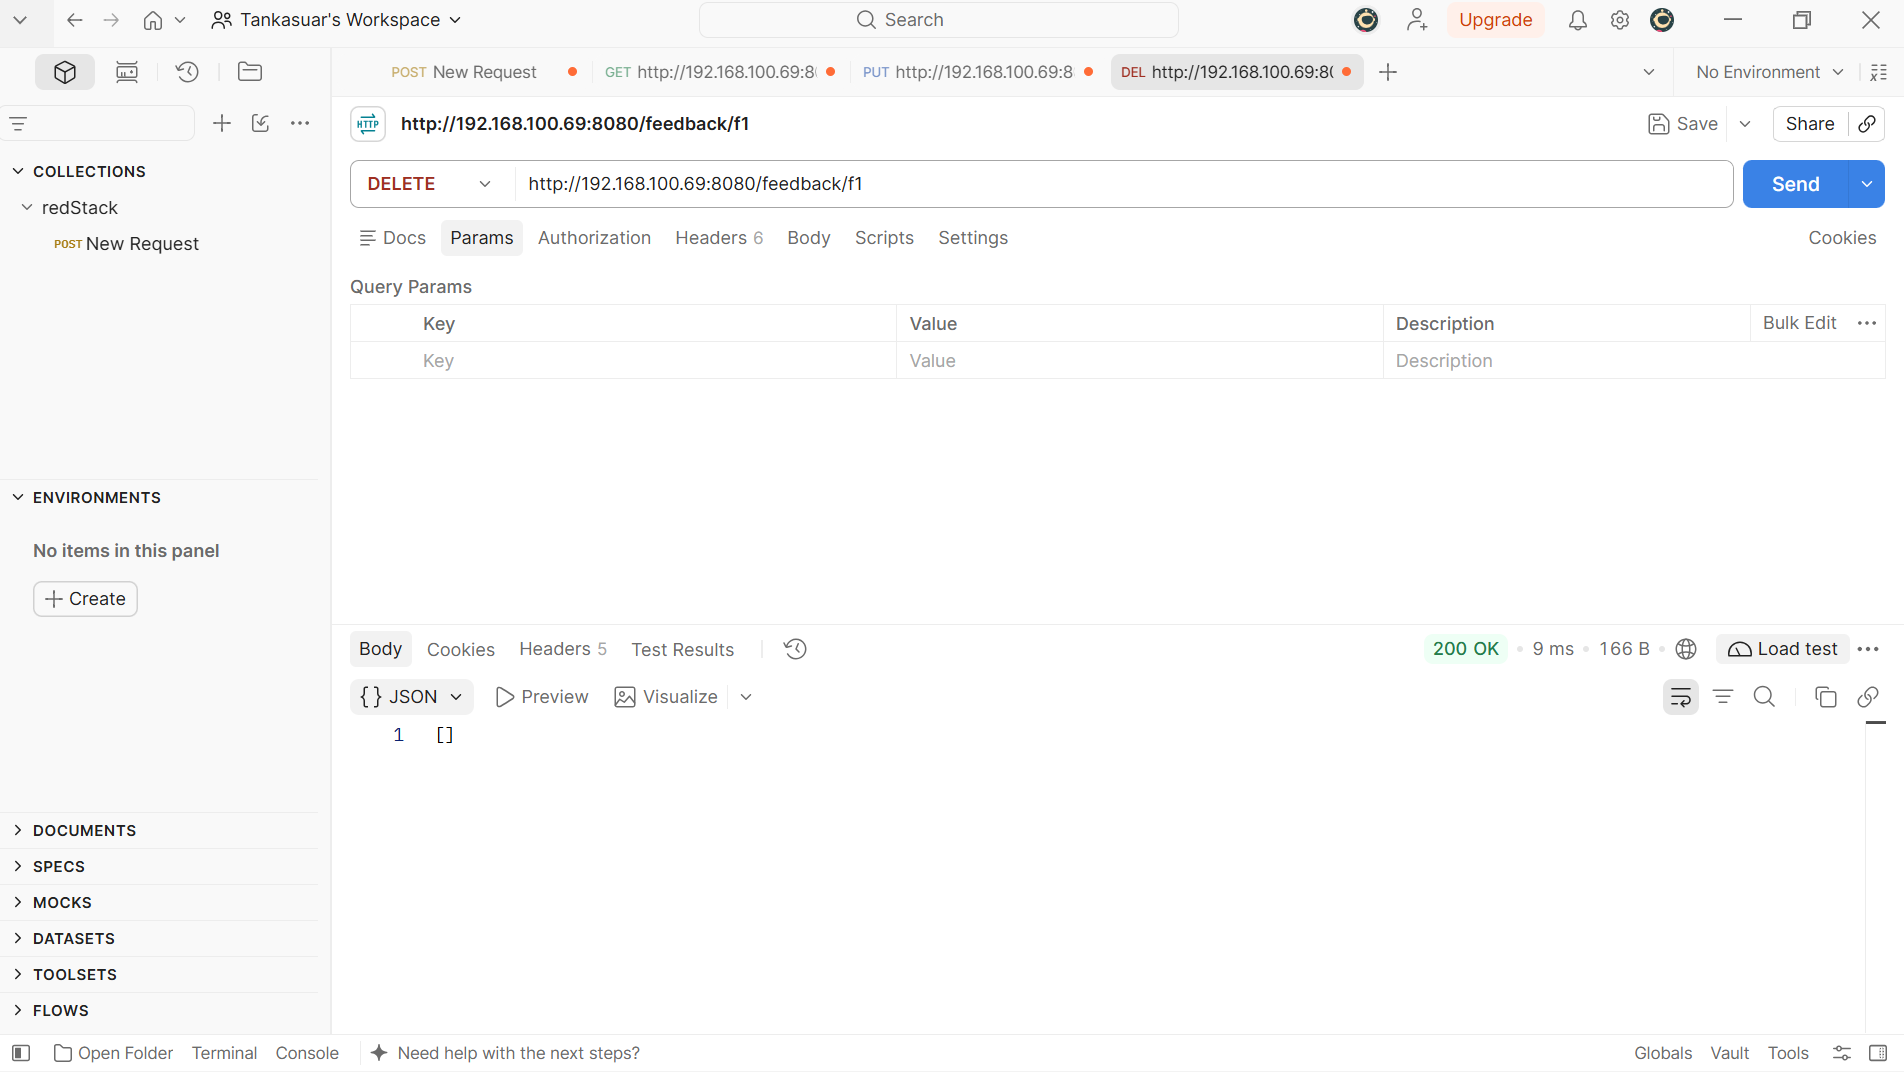 Tankasuar's Workspace
Search
Upgrade
POST New Request
GET http://192.168.100.69:8
PUT http://192.168.100.69:8
DEL http://192.168.100.69:8
No Environment
HTTP http://192.168.100.69:8080/feedback/f1
Save
Share
COLLECTIONS
redStack
POST New Request
DELETE
http://192.168.100.69:8080/feedback/f1
Send
Docs
Params
Authorization
Headers 6
Body
Scripts
Settings
Cookies
Query Params
Key Value Description Bulk Edit
Key Value Description
ENVIRONMENTS
No items in this panel
Create
Body
Cookies
Headers 5
Test Results
200 OK
9 ms
166 B
Load test
{} JSON
Preview
Visualize
1 []
DOCUMENTS
SPECS
MOCKS
DATASETS
TOOLSETS
FLOWS
Open Folder
Terminal
Console
Need help with the next steps?
Globals
Vault
Tools